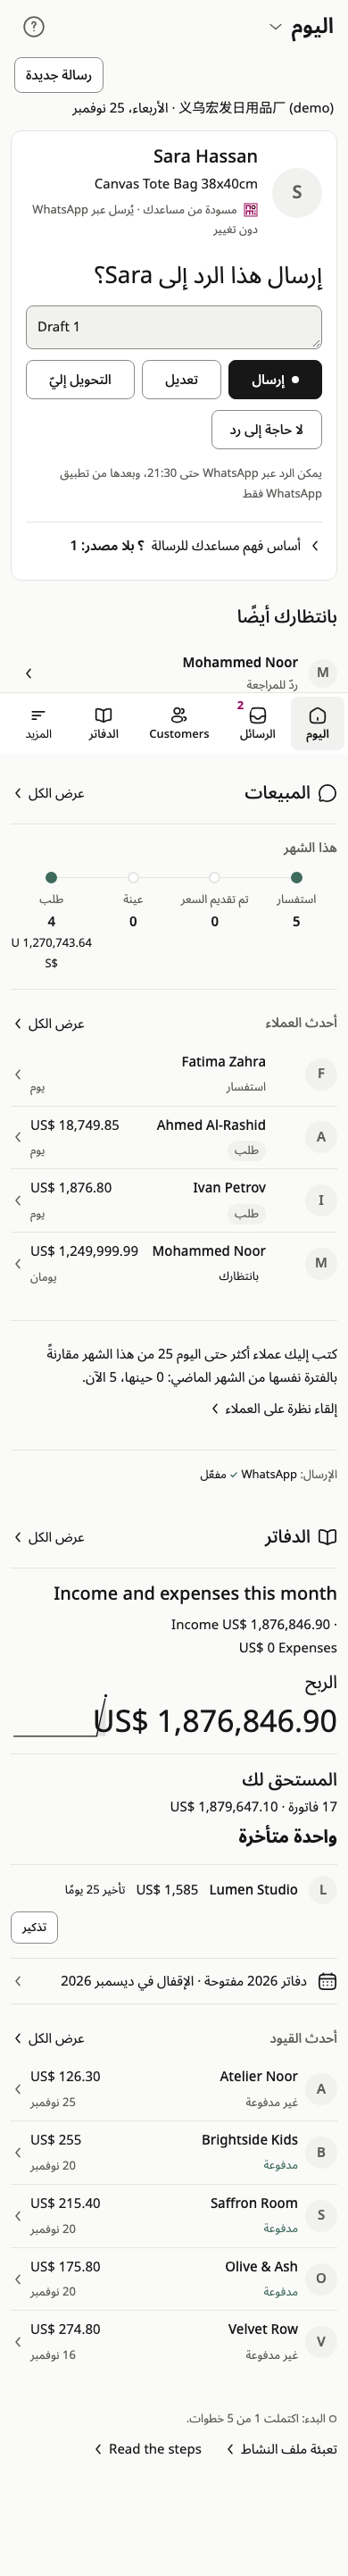 اليوم
?
رسالة جديدة
义乌宏发日用品厂 (demo) · الأربعاء، 25 نوفمبر
S
Sara Hassan
Canvas Tote Bag 38x40cm
مسودة من مساعدك · يُرسل عبر WhatsApp
دون تغيير
إرسال هذا الرد إلى Sara؟
Draft 1
إرسال
تعديل
التحويل إليّ
لا حاجة إلى رد
يمكن الرد عبر WhatsApp حتى 21:30، وبعدها من تطبيق
WhatsApp فقط
أساس فهم مساعدك للرسالة ؟ بلا مصدر: 1
بانتظارك أيضًا
M
Mohammed Noor
ردّ للمراجعة
اليوم
الرسائل
2
Customers
الدفاتر
المزيد
المبيعات
عرض الكل
هذا الشهر
استفسار
5
تم تقديم السعر
0
عينة
0
طلب
4
U 1,270,743.64
S$
أحدث العملاء
عرض الكل
F
Fatima Zahra
استفسار
يوم
A
Ahmed Al-Rashid
US$ 18,749.85
طلب
يوم
I
Ivan Petrov
US$ 1,876.80
طلب
يوم
M
Mohammed Noor
US$ 1,249,999.99
بانتظارك
يومان
كتب إليك عملاء أكثر حتى اليوم 25 من هذا الشهر مقارنةً
بالفترة نفسها من الشهر الماضي: 0 حينها، 5 الآن.
إلقاء نظرة على العملاء
الإرسال: WhatsApp ✓ مفعّل
الدفاتر
عرض الكل
Income and expenses this month
Income US$ 1,876,846.90 ·
US$ 0 Expenses
الربح
US$ 1,876,846.90
المستحق لك
17 فاتورة · US$ 1,879,647.10
واحدة متأخرة
L
Lumen Studio
US$ 1,585
تأخير 25 يومًا
تذكير
دفاتر 2026 مفتوحة · الإقفال في ديسمبر 2026
أحدث القيود
عرض الكل
A
Atelier Noor
US$ 126.30
غير مدفوعة
25 نوفمبر
B
Brightside Kids
US$ 255
مدفوعة
20 نوفمبر
S
Saffron Room
US$ 215.40
مدفوعة
20 نوفمبر
O
Olive & Ash
US$ 175.80
مدفوعة
20 نوفمبر
V
Velvet Row
US$ 274.80
غير مدفوعة
16 نوفمبر
البدء: اكتملت 1 من 5 خطوات.
تعبئة ملف النشاط
Read the steps